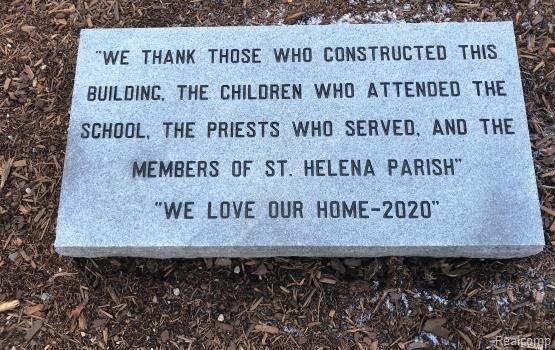 "WE THANK THOSE WHO CONSTRUCTED THIS
BUILDING, THE CHILDREN WHO ATTENDED THE
SCHOOL, THE PRIESTS WHO SERVED, AND THE
MEMBERS OF ST. HELENA PARISH"
"WE LOVE OUR HOME-2020"
Realcomp